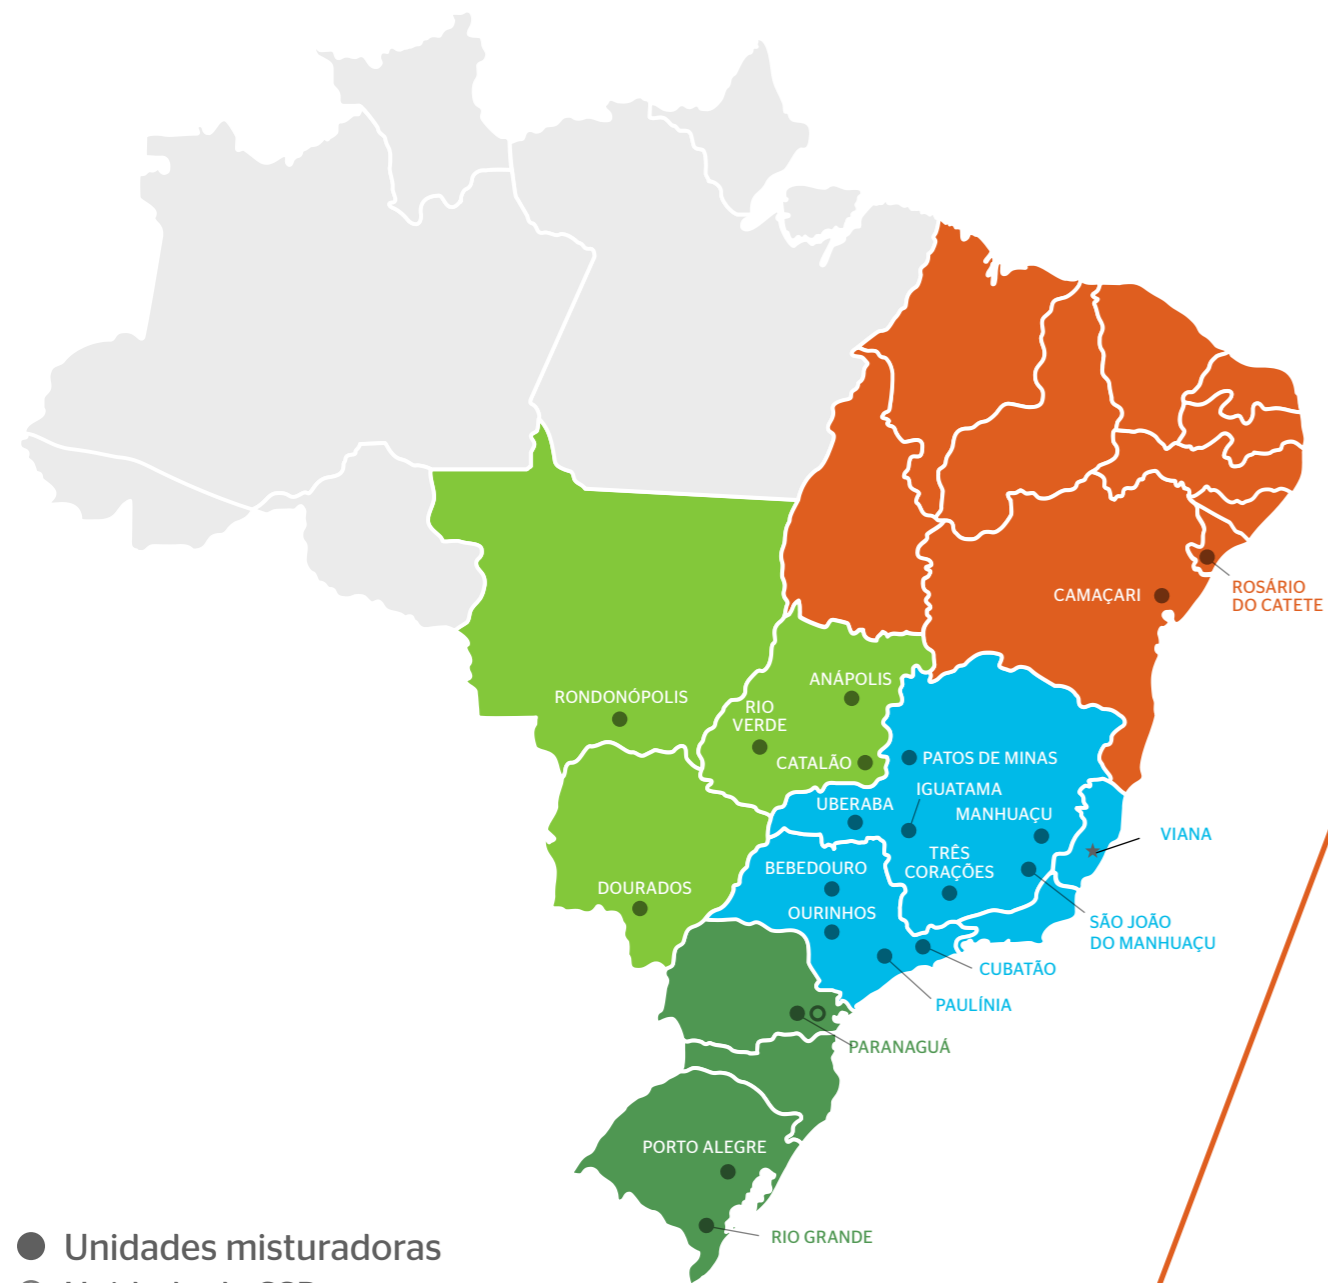 ROSÁRIO
DO CATETE
CAMAÇARI
ANÁPOLIS
RONDONÓPOLIS
RIO
VERDE
CATALÃO
PATOS DE MINAS
IGUATAMA
UBERABA
MANHUAÇU
VIANA
TRÊS
CORAÇÕES
BEBEDOURO
DOURADOS
OURINHOS
SÃO JOÃO
DO MANHUAÇU
CUBATÃO
PAULÍNIA
PARANAGUÁ
PORTO ALEGRE
RIO GRANDE
Unidades misturadoras